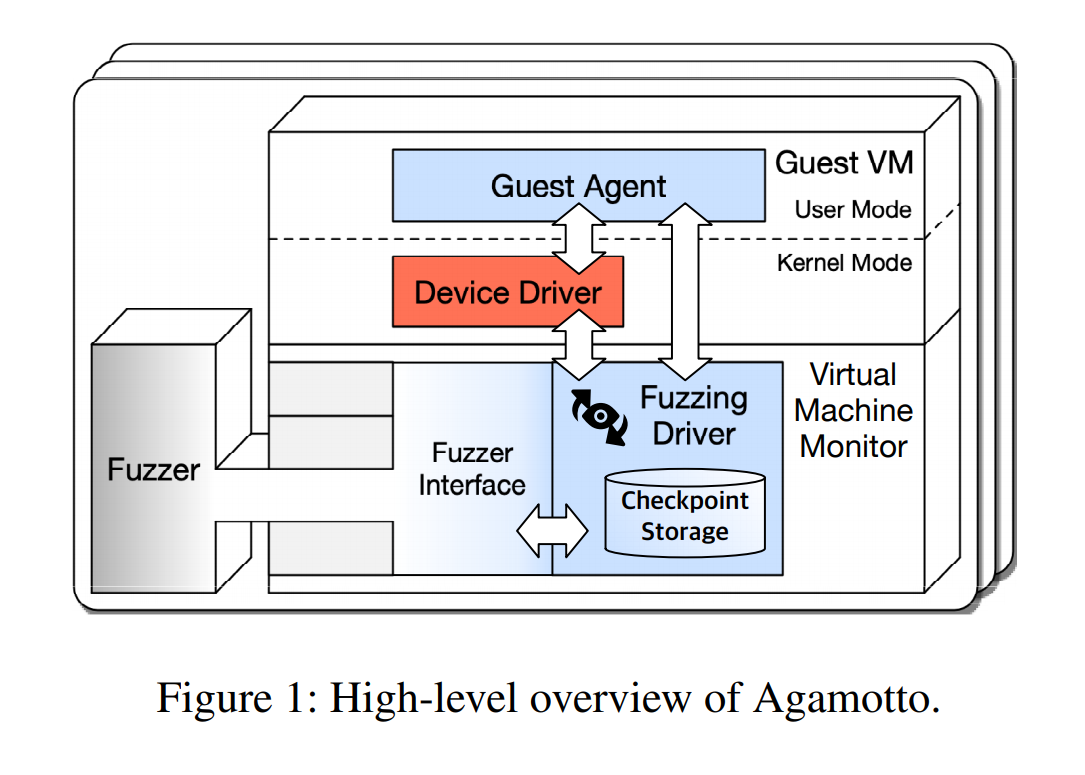 Guest VM
Guest Agent
User Mode
Kernel Mode
Device Driver
Virtual
Machine
Monitor
Fuzzing
Driver
Fuzzer
Interface
Fuzzer
Checkpoint
Storage
Figure 1: High-level overview of Agamotto.